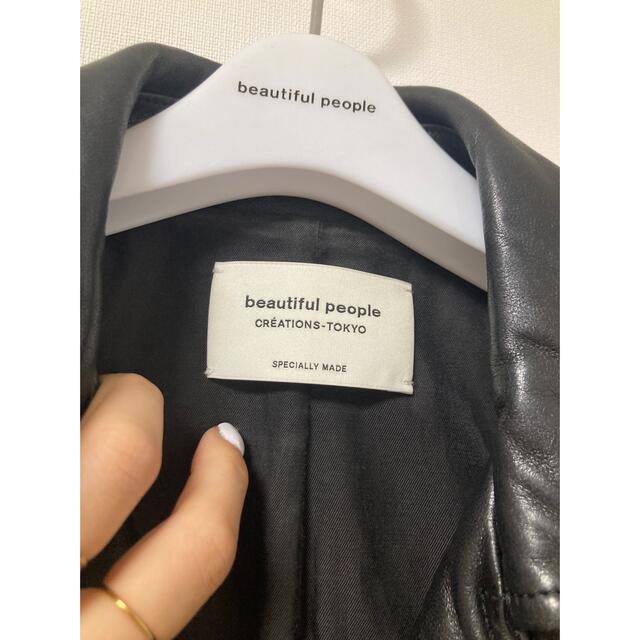 beautiful people
beautiful people
CRÉATIONS-TOKYO
SPECIALLY MADE